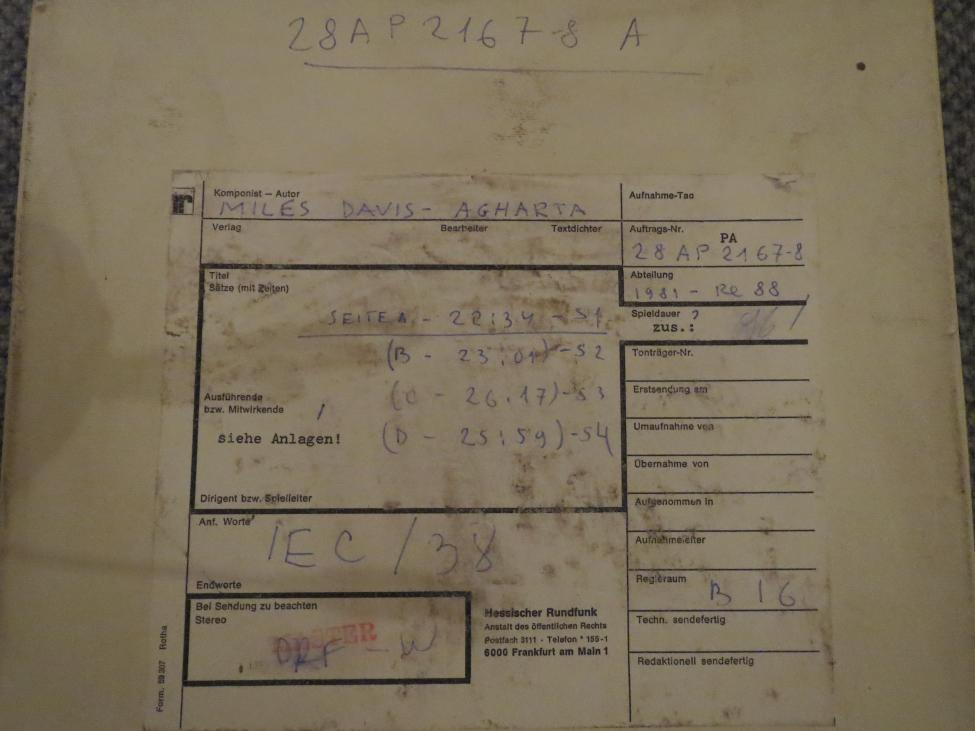 28AP2167-8 A
r
Komponist – Autor
MILES DAVIS - AGHARTA
Aufnahme-Tag
Verlag Bearbeiter Textdichter
Auftrags-Nr.
PA
28 AP 2167-8
Titel
Sätze (mit Zeiten)
Abteilung
1981 - Re 88
SEITE A - 22:34 - S1
Spieldauer ?
zus.:
(B - 23:01) - S2
Tonträger-Nr.
(C - 26:17) - S3
Erstsendung am
Ausführende
bzw. Mitwirkende
siehe Anlagen!
(D - 25:59) - S4
Umaufnahme von
Übernahme von
Dirigent bzw. Spielleiter
Aufgenommen in
Anf. Worte
IEC / 38
Aufnahmeleiter
Endworte
Regieraum
B 16
Bei Sendung zu beachten
Stereo
ORF - W
Hessischer Rundfunk
Anstalt des öffentlichen Rechts
Postfach 3111 - Telefon * 155-1
6000 Frankfurt am Main 1
Techn. sendefertig
Redaktionell sendefertig
Form. 59 307 Rotha